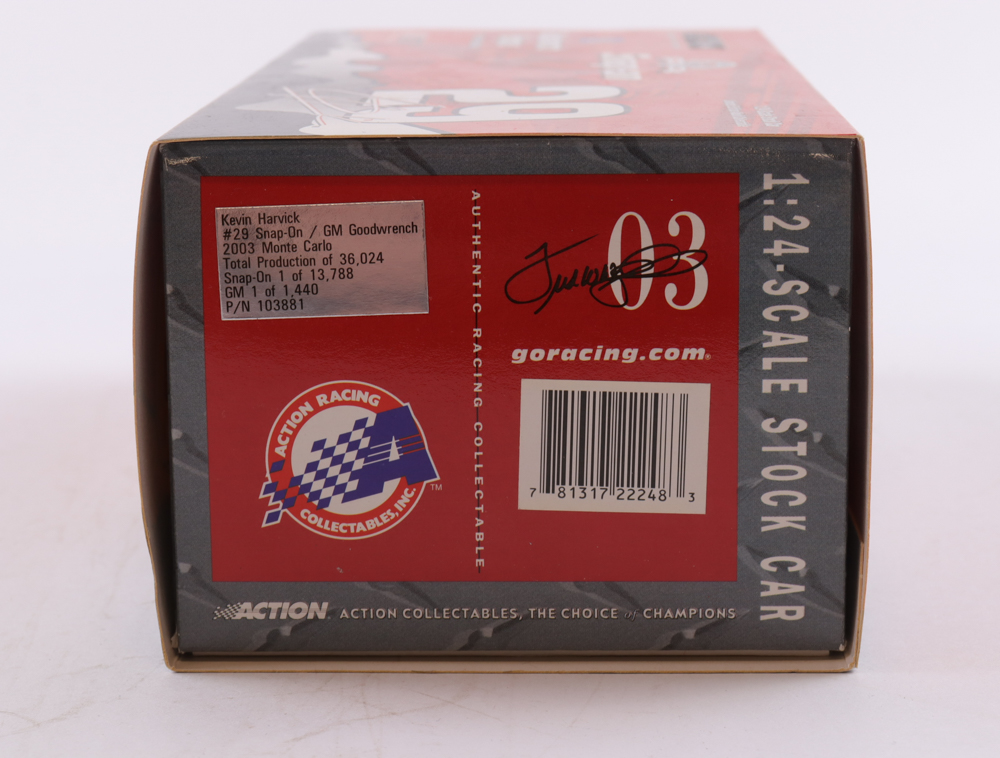 29
Kevin Harvick
#29 Snap-On / GM Goodwrench
2003 Monte Carlo
Total Production of 36,024
Snap-On 1 of 13,788
GM 1 of 1,440
P/N 103881
AUTHENTIC-RACING-COLLECTABLE
03
goracing.com®
7 81317 22248 3
ACTION RACING
COLLECTABLES, INC.
TM
ACTION ACTION COLLECTABLES, THE CHOICE of CHAMPIONS
1:24-SCALE STOCK CAR